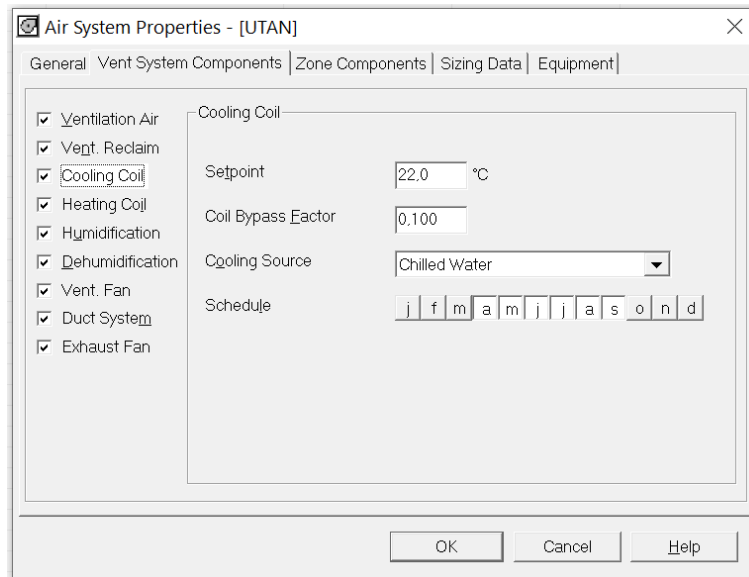 Air System Properties - [UTAN]
General Vent System Components Zone Components Sizing Data Equipment
Ventilation Air
Vent. Reclaim
Cooling Coil
Heating Coil
Humidification
Dehumidification
Vent. Fan
Duct System
Exhaust Fan
Cooling Coil
Setpoint 22,0 °C
Coil Bypass Factor 0,100
Cooling Source Chilled Water
Schedule j f m a m j j a s o n d
OK Cancel Help